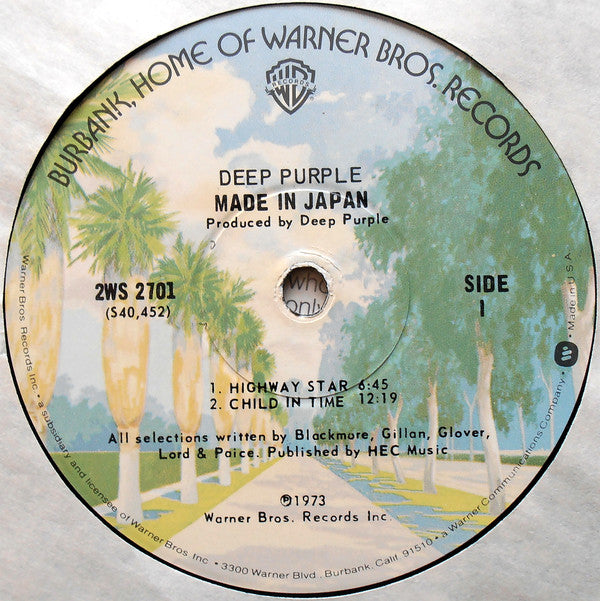 BURBANK, HOME OF WARNER BROS. RECORDS
RECORDS
DEEP PURPLE
MADE IN JAPAN
Produced by Deep Purple
2WS 2701
(S40,452)
SIDE
1
only
1. HIGHWAY STAR 6:45
2. CHILD IN TIME 12:19
All selections written by Blackmore, Gillan, Glover,
Lord & Paice. Published by HEC Music
℗1973
Warner Bros. Records Inc.
Warner Bros. Records Inc. • a subsidiary and licensee of Warner Bros. Inc. • 3300 Warner Blvd., Burbank, Calif. 91510 • a Warner Communications Company • Made in U.S.A.